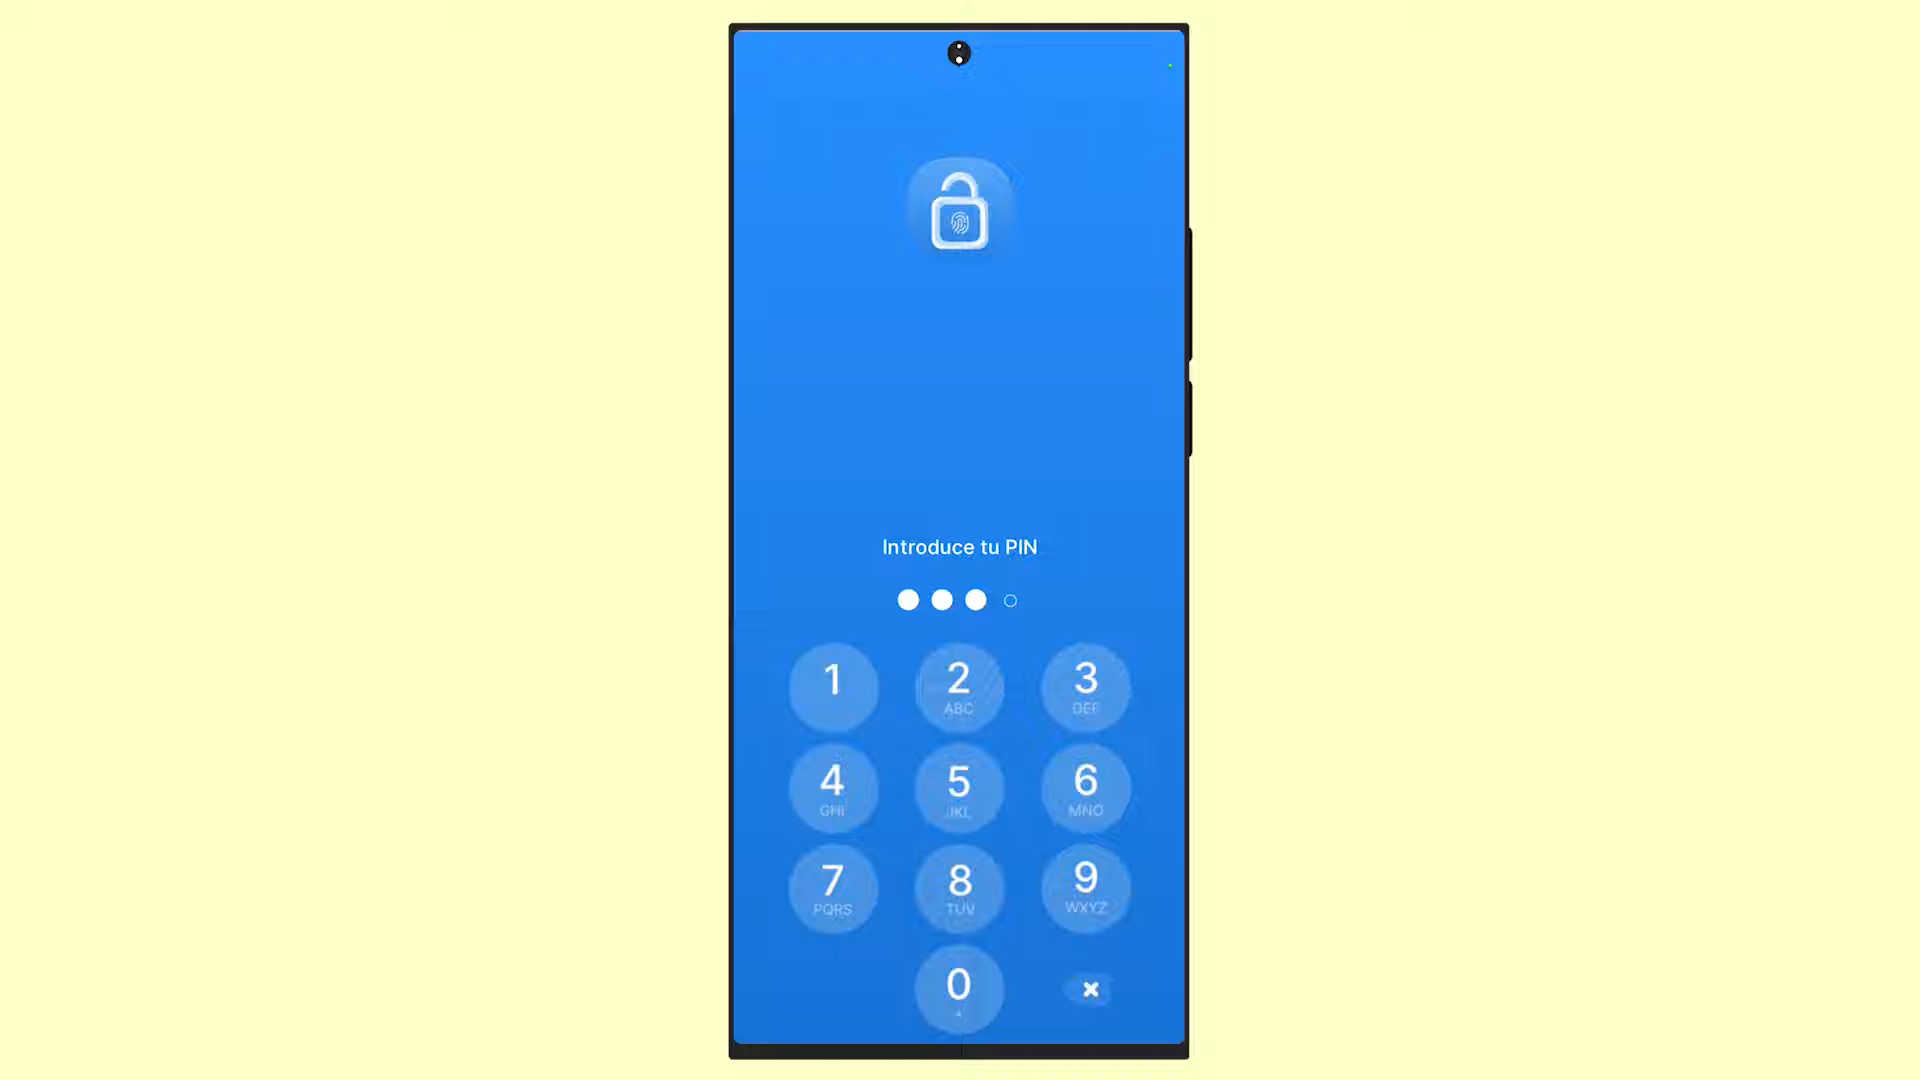 Introduce tu PIN
1 2 3
ABC DEF
4 5 6
GHI JKL MNO
7 8 9
PQRS TUV WXYZ
0